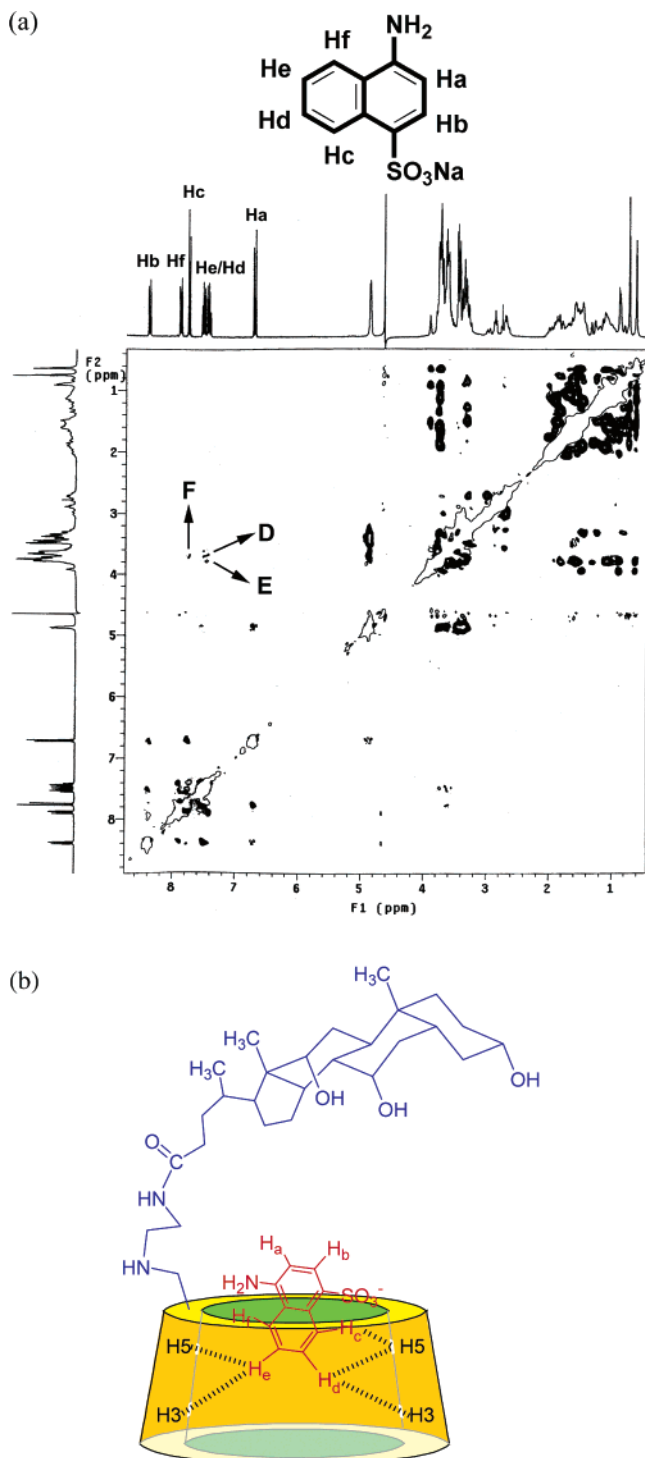 (a)
NH2
Hf
He
Ha
Hd
Hb
Hc
SO3Na
Hc
Ha
Hb Hf He/Hd
F2
(ppm)
1
2
3
4
5
6
7
8
F
D
E
8 7 6 5 4 3 2 1
F1 (ppm)
(b)
H3C
H3C
H3C
OH
OH
OH
O
C
HN
HN
Ha
Hb
H2N
SO3-
Hf
Hc
H5
H5
He
Hd
H3
H3